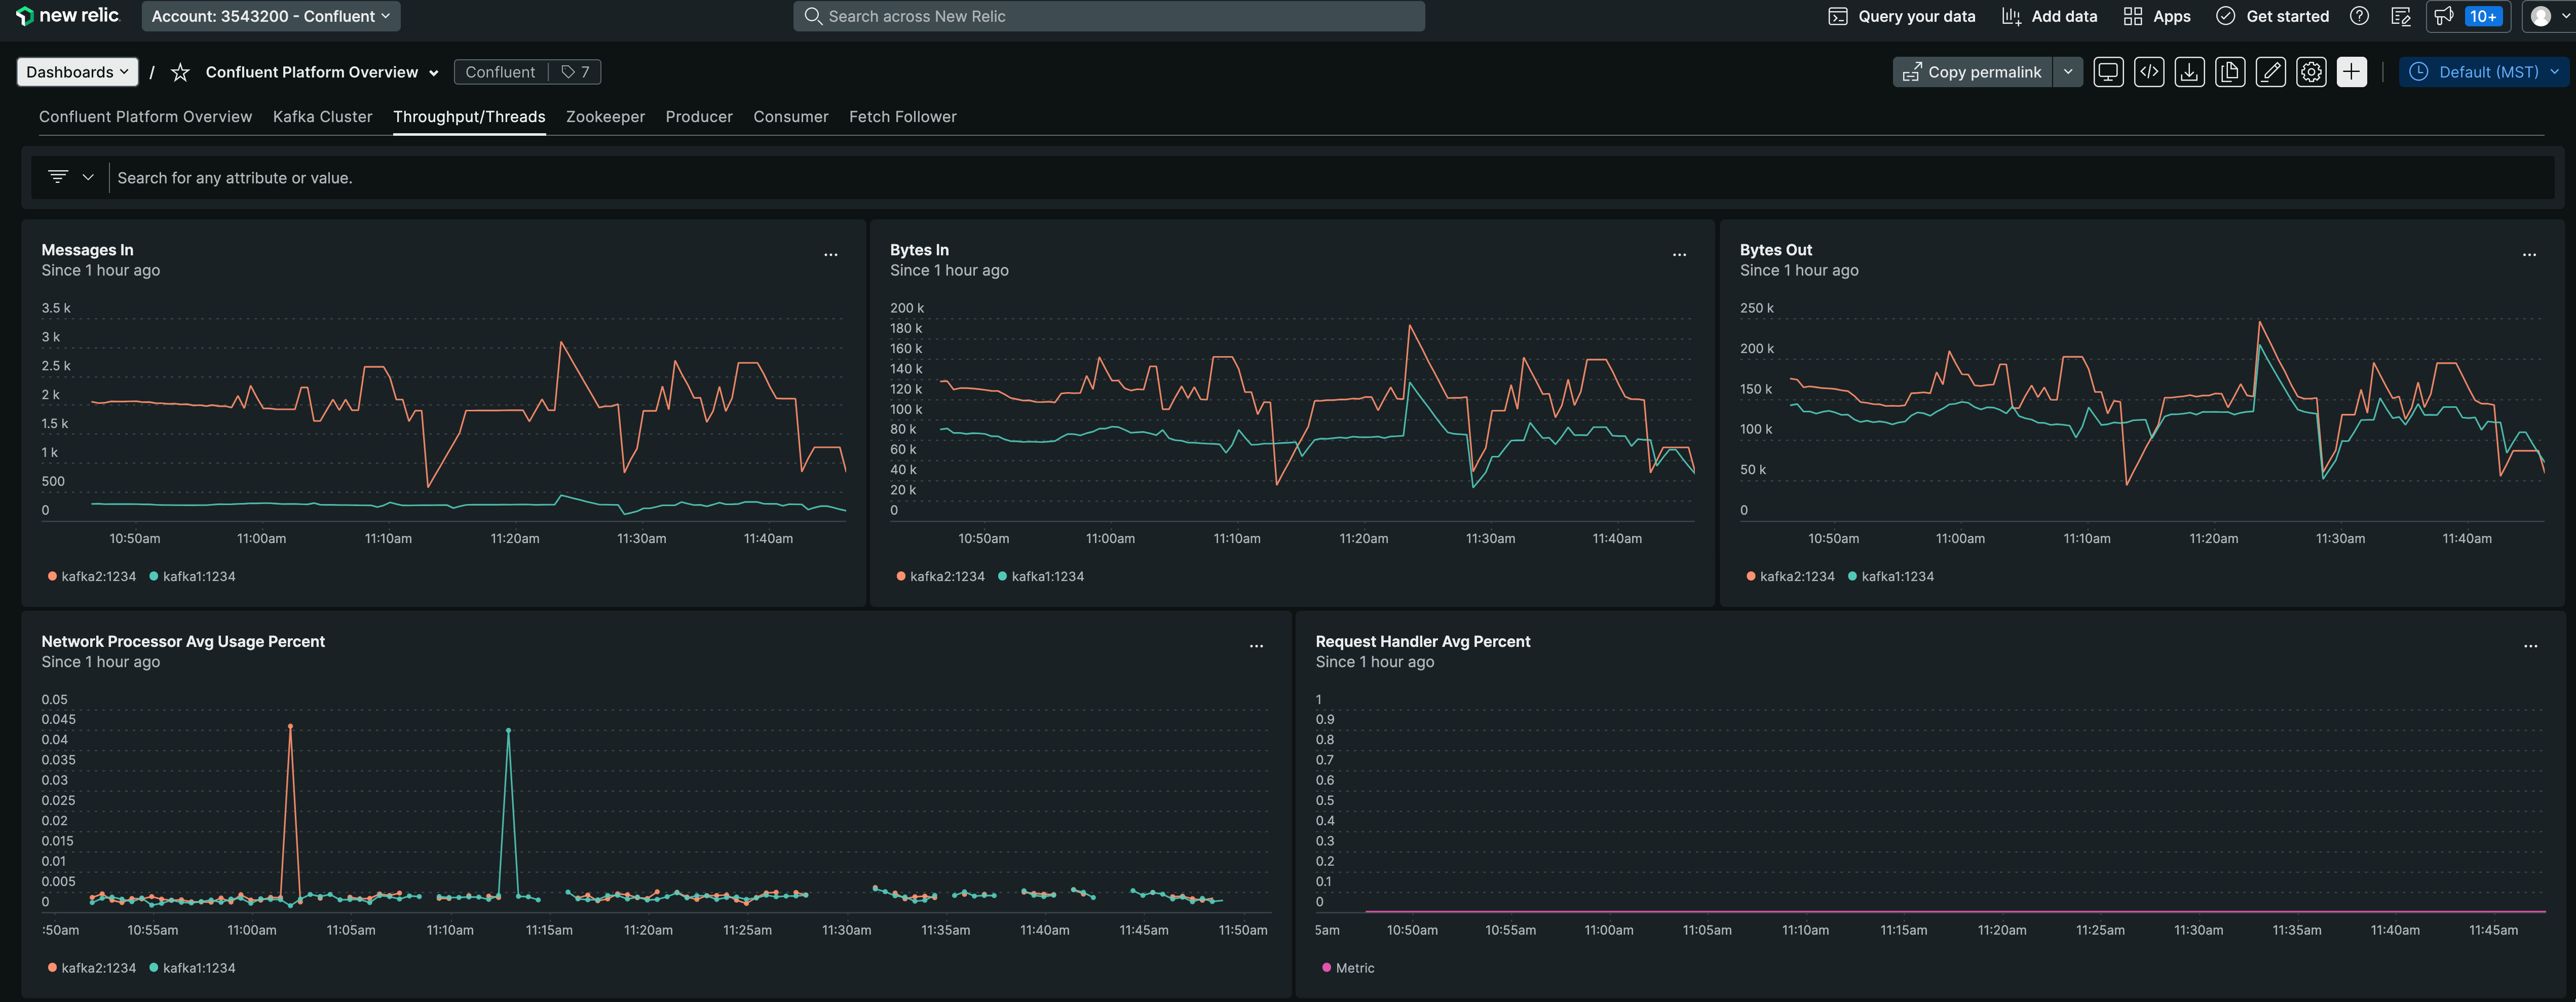 new relic Account: 3543200 - Confluent Search across New Relic Query your data Add data Apps Get started 10+
Dashboards / Confluent Platform Overview Confluent 7 Copy permalink Default (MST)
Confluent Platform Overview Kafka Cluster Throughput/Threads Zookeeper Producer Consumer Fetch Follower
Search for any attribute or value.
Messages In
Since 1 hour ago
3.5 k
3 k
2.5 k
2 k
1.5 k
1 k
500
0
10:50am 11:00am 11:10am 11:20am 11:30am 11:40am
kafka2:1234 kafka1:1234
Bytes In
Since 1 hour ago
200 k
180 k
160 k
140 k
120 k
100 k
80 k
60 k
40 k
20 k
0
10:50am 11:00am 11:10am 11:20am 11:30am 11:40am
kafka2:1234 kafka1:1234
Bytes Out
Since 1 hour ago
250 k
200 k
150 k
100 k
50 k
0
10:50am 11:00am 11:10am 11:20am 11:30am 11:40am
kafka2:1234 kafka1:1234
Network Processor Avg Usage Percent
Since 1 hour ago
0.05
0.045
0.04
0.035
0.03
0.025
0.02
0.015
0.01
0.005
0
:50am 10:55am 11:00am 11:05am 11:10am 11:15am 11:20am 11:25am 11:30am 11:35am 11:40am 11:45am 11:50am
kafka2:1234 kafka1:1234
Request Handler Avg Percent
Since 1 hour ago
1
0.9
0.8
0.7
0.6
0.5
0.4
0.3
0.2
0.1
0
5am 10:50am 10:55am 11:00am 11:05am 11:10am 11:15am 11:20am 11:25am 11:30am 11:35am 11:40am 11:45am
Metric